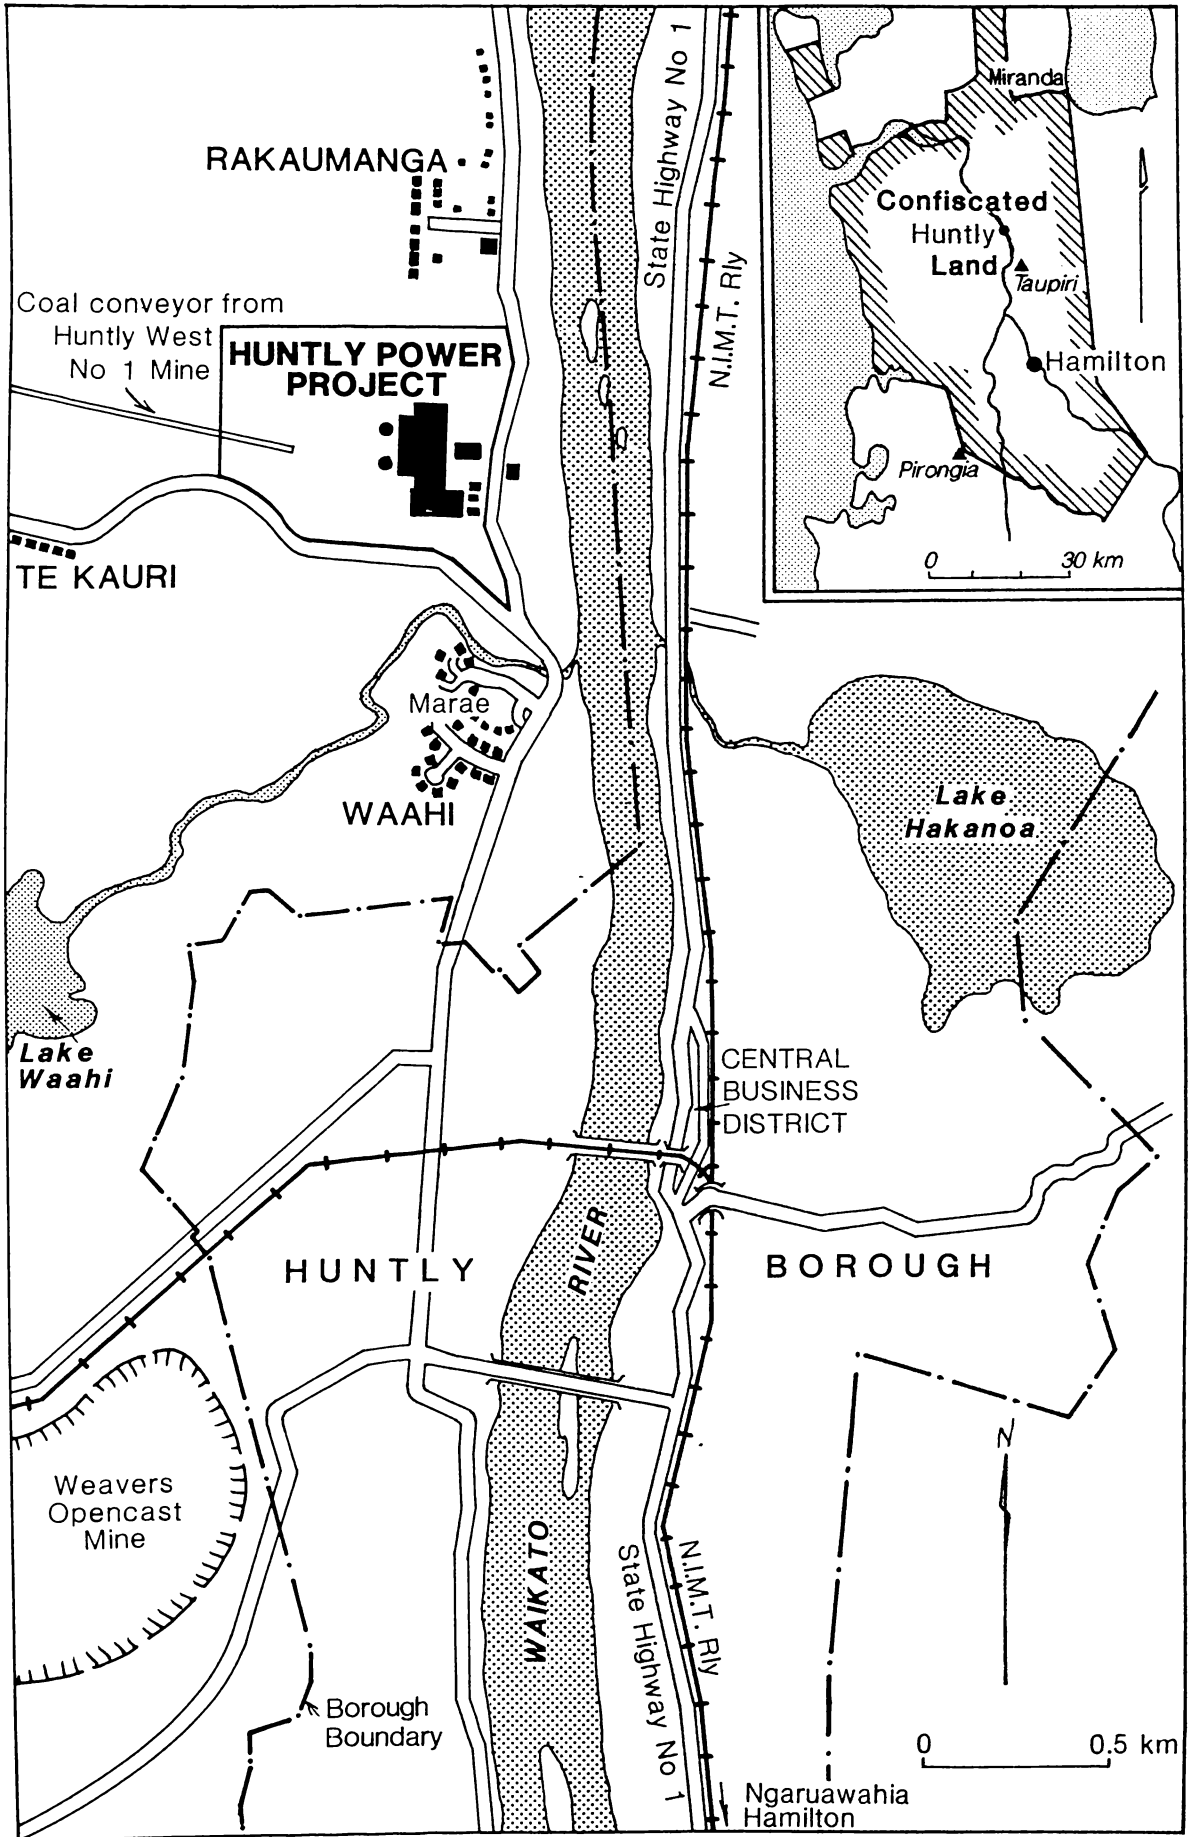 State Highway No 1
Miranda
RAKAUMANGA
Confiscated
Huntly
Land
Taupiri
N.I.M.T. Rly
Coal conveyor from
Huntly West
No 1 Mine
HUNTLY POWER
PROJECT
Hamilton
Pirongia
0 30 km
TE KAURI
Marae
WAAHI
Lake
Hakanoa
Lake
Waahi
CENTRAL
BUSINESS
DISTRICT
HUNTLY
RIVER
BOROUGH
N
Weavers
Opencast
Mine
WAIKATO
State Highway No 1
N.I.M.T. Rly
Borough
Boundary
0 0.5 km
Ngaruawahia
Hamilton